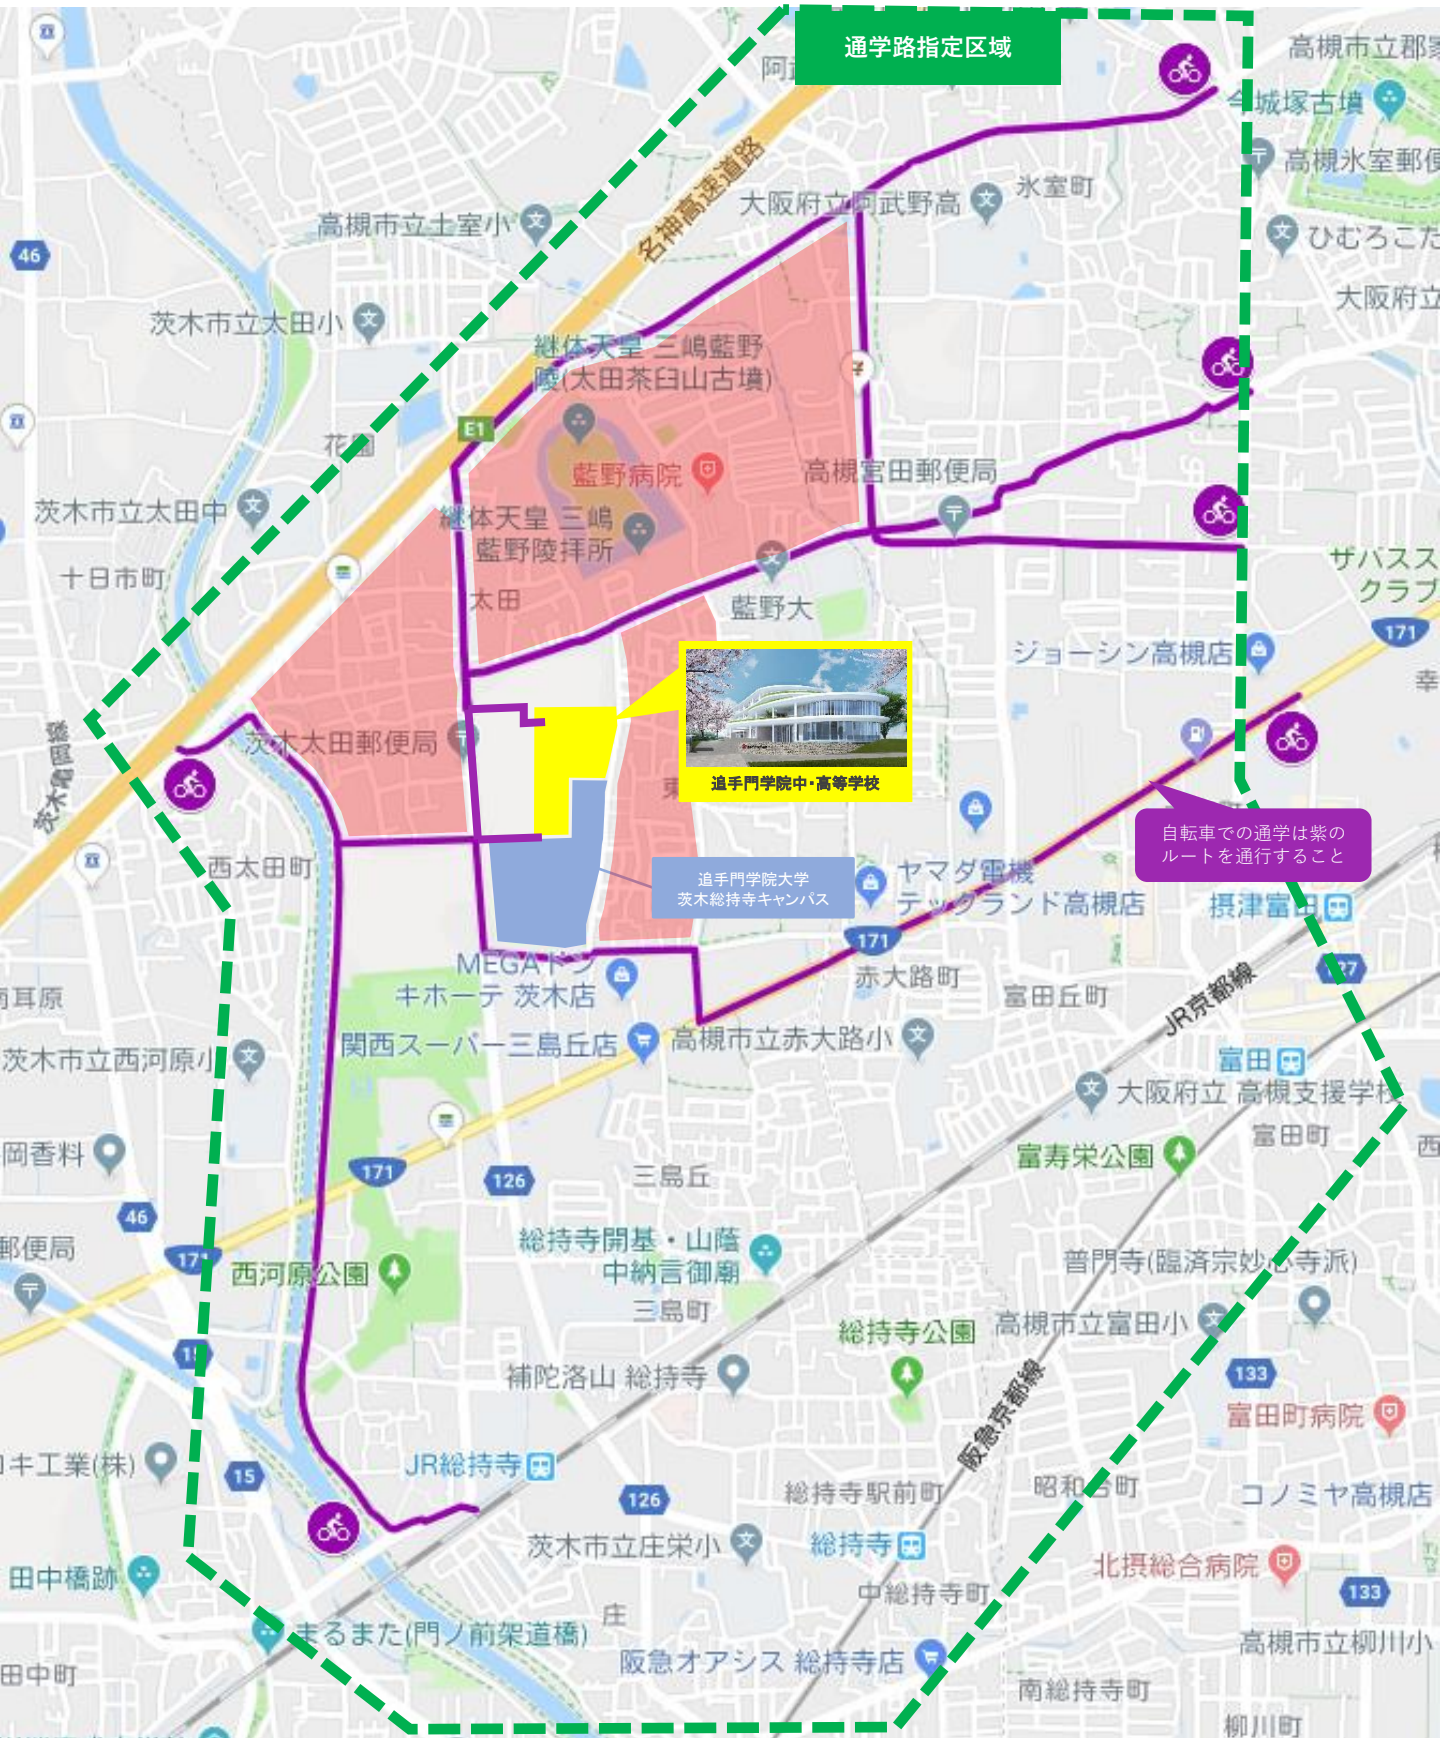 通学路指定区域
高槻市立郡家
今城塚古墳
高槻氷室郵便
氷室町
大阪府立阿武野高
ひむろこた
大阪府立
名神高速道路
高槻市立土室小
46
茨木市立太田小
継体天皇 三嶋藍野
陵(太田茶臼山古墳)
E1
花園
藍野病院
高槻宮田郵便局
茨木市立太田中
継体天皇 三嶋
藍野陵拝所
十日市町
太田
藍野大
ザバスス
クラブ
171
ジョーシン高槻店
幸
茨木亀岡線
茨木太田郵便局
追手門学院中・高等学校
東
町
自転車での通学は紫の
ルートを通行すること
西太田町
追手門学院大学
茨木総持寺キャンパス
ヤマダ電機
テックランド高槻店
摂津富田
171
MEGAドン
キホーテ 茨木店
赤大路町
富田丘町
JR京都線
耳原
関西スーパー三島丘店
高槻市立赤大路小
茨木市立西河原小
富田
大阪府立 高槻支援学校
富田町
西
岡香料
富寿栄公園
171
126
三島丘
46
郵便局
171
西河原公園
総持寺開基・山蔭
中納言御廟
普門寺(臨済宗妙心寺派)
三島町
総持寺公園
高槻市立富田小
補陀洛山 総持寺
133
富田町病院
阪急京都線
キ工業(株)
15
JR総持寺
126
総持寺駅前町
昭和台町
コノミヤ高槻店
茨木市立庄栄小
総持寺
田中橋跡
中総持寺町
北摂総合病院
133
庄
まるまた(門ノ前架道橋)
高槻市立柳川小
田中町
阪急オアシス 総持寺店
南総持寺町
柳川町